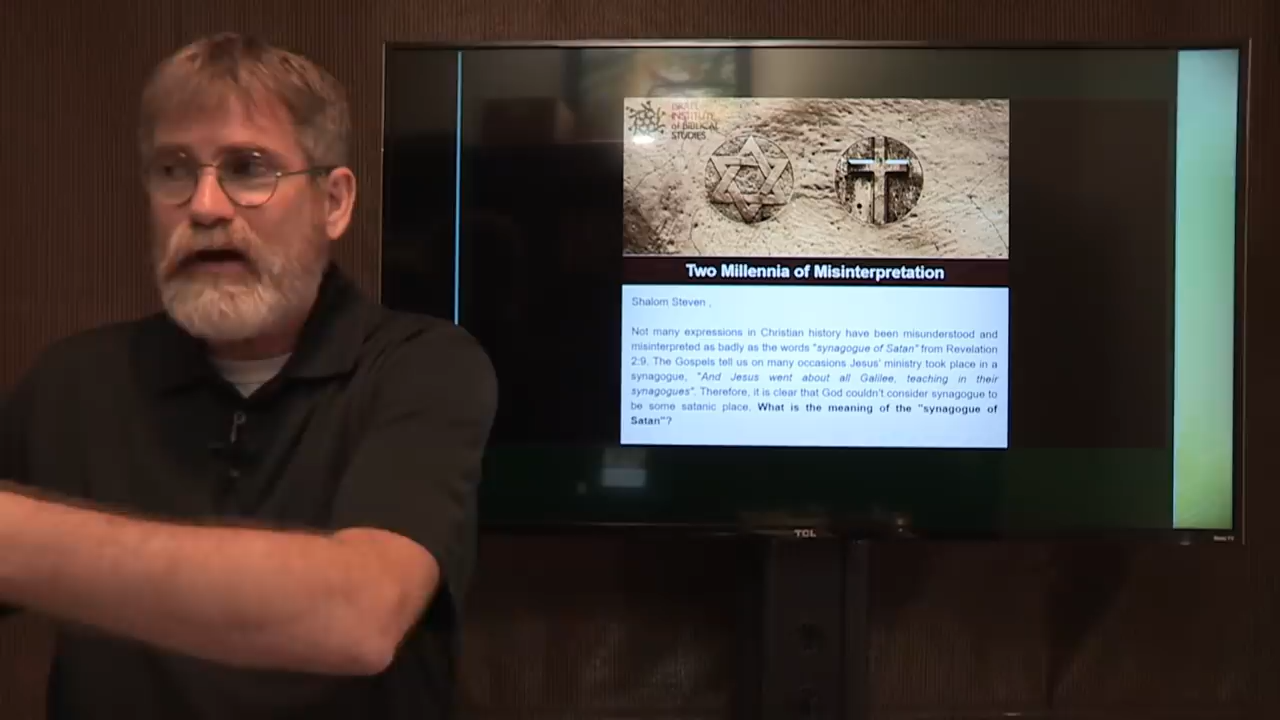 ISRAEL
INSTITUTE
of BIBLICAL
STUDIES
Two Millennia of Misinterpretation
Shalom Steven ,
Not many expressions in Christian history have been misunderstood and
misinterpreted as badly as the words "synagogue of Satan" from Revelation
2:9. The Gospels tell us on many occasions Jesus' ministry took place in a
synagogue, "And Jesus went about all Galilee, teaching in their
synagogues". Therefore, it is clear that God couldn't consider synagogue to
be some satanic place. What is the meaning of the "synagogue of
Satan"?
TCL